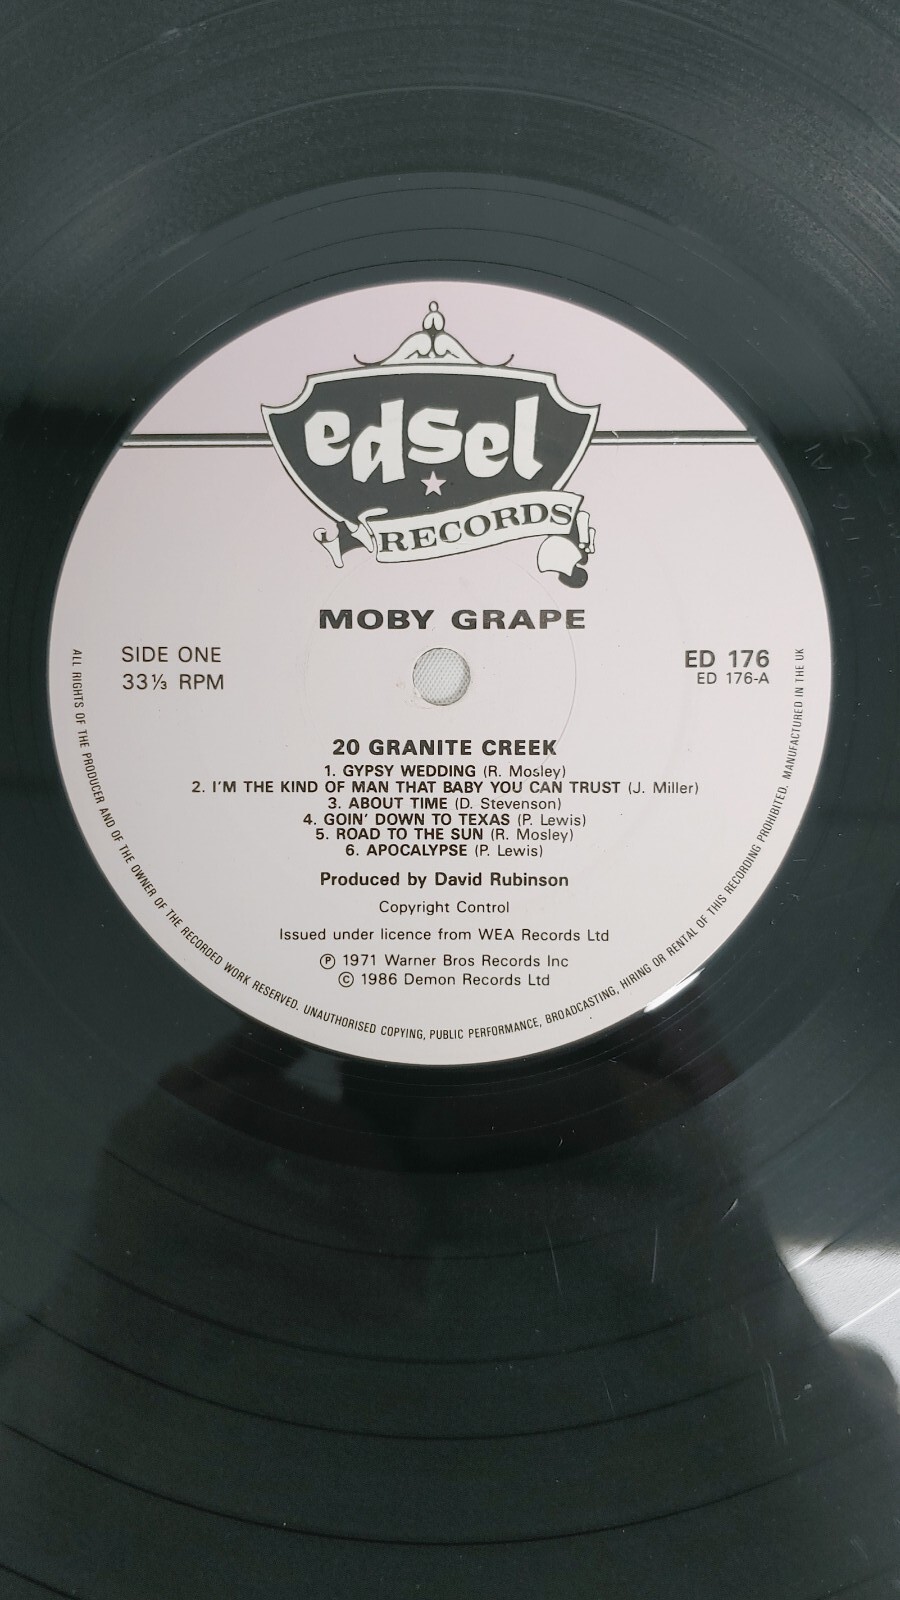 edsel
RECORDS
MOBY GRAPE
SIDE ONE
33⅓ RPM
ED 176
ED 176-A
20 GRANITE CREEK
1. GYPSY WEDDING (R. Mosley)
2. I'M THE KIND OF MAN THAT BABY YOU CAN TRUST (J. Miller)
3. ABOUT TIME (D. Stevenson)
4. GOIN' DOWN TO TEXAS (P. Lewis)
5. ROAD TO THE SUN (R. Mosley)
6. APOCALYPSE (P. Lewis)
Produced by David Rubinson
Copyright Control
Issued under licence from WEA Records Ltd
℗ 1971 Warner Bros Records Inc
© 1986 Demon Records Ltd
ALL RIGHTS OF THE PRODUCER AND OF THE OWNER OF THE RECORDED WORK RESERVED. UNAUTHORISED COPYING, PUBLIC PERFORMANCE, BROADCASTING, HIRING OR RENTAL OF THIS RECORDING PROHIBITED. MANUFACTURED IN THE UK